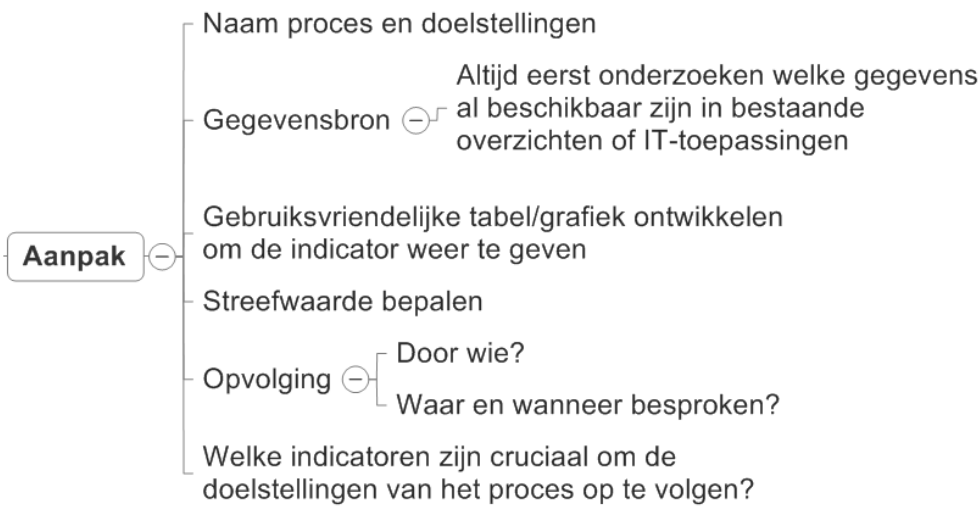 Naam proces en doelstellingen
Altijd eerst onderzoeken welke gegevens
Gegevensbron
al beschikbaar zijn in bestaande
overzichten of IT-toepassingen
Gebruiksvriendelijke tabel/grafiek ontwikkelen
om de indicator weer te geven
Aanpak
Streefwaarde bepalen
Opvolging
Door wie?
Waar en wanneer besproken?
Welke indicatoren zijn cruciaal om de
doelstellingen van het proces op te volgen?